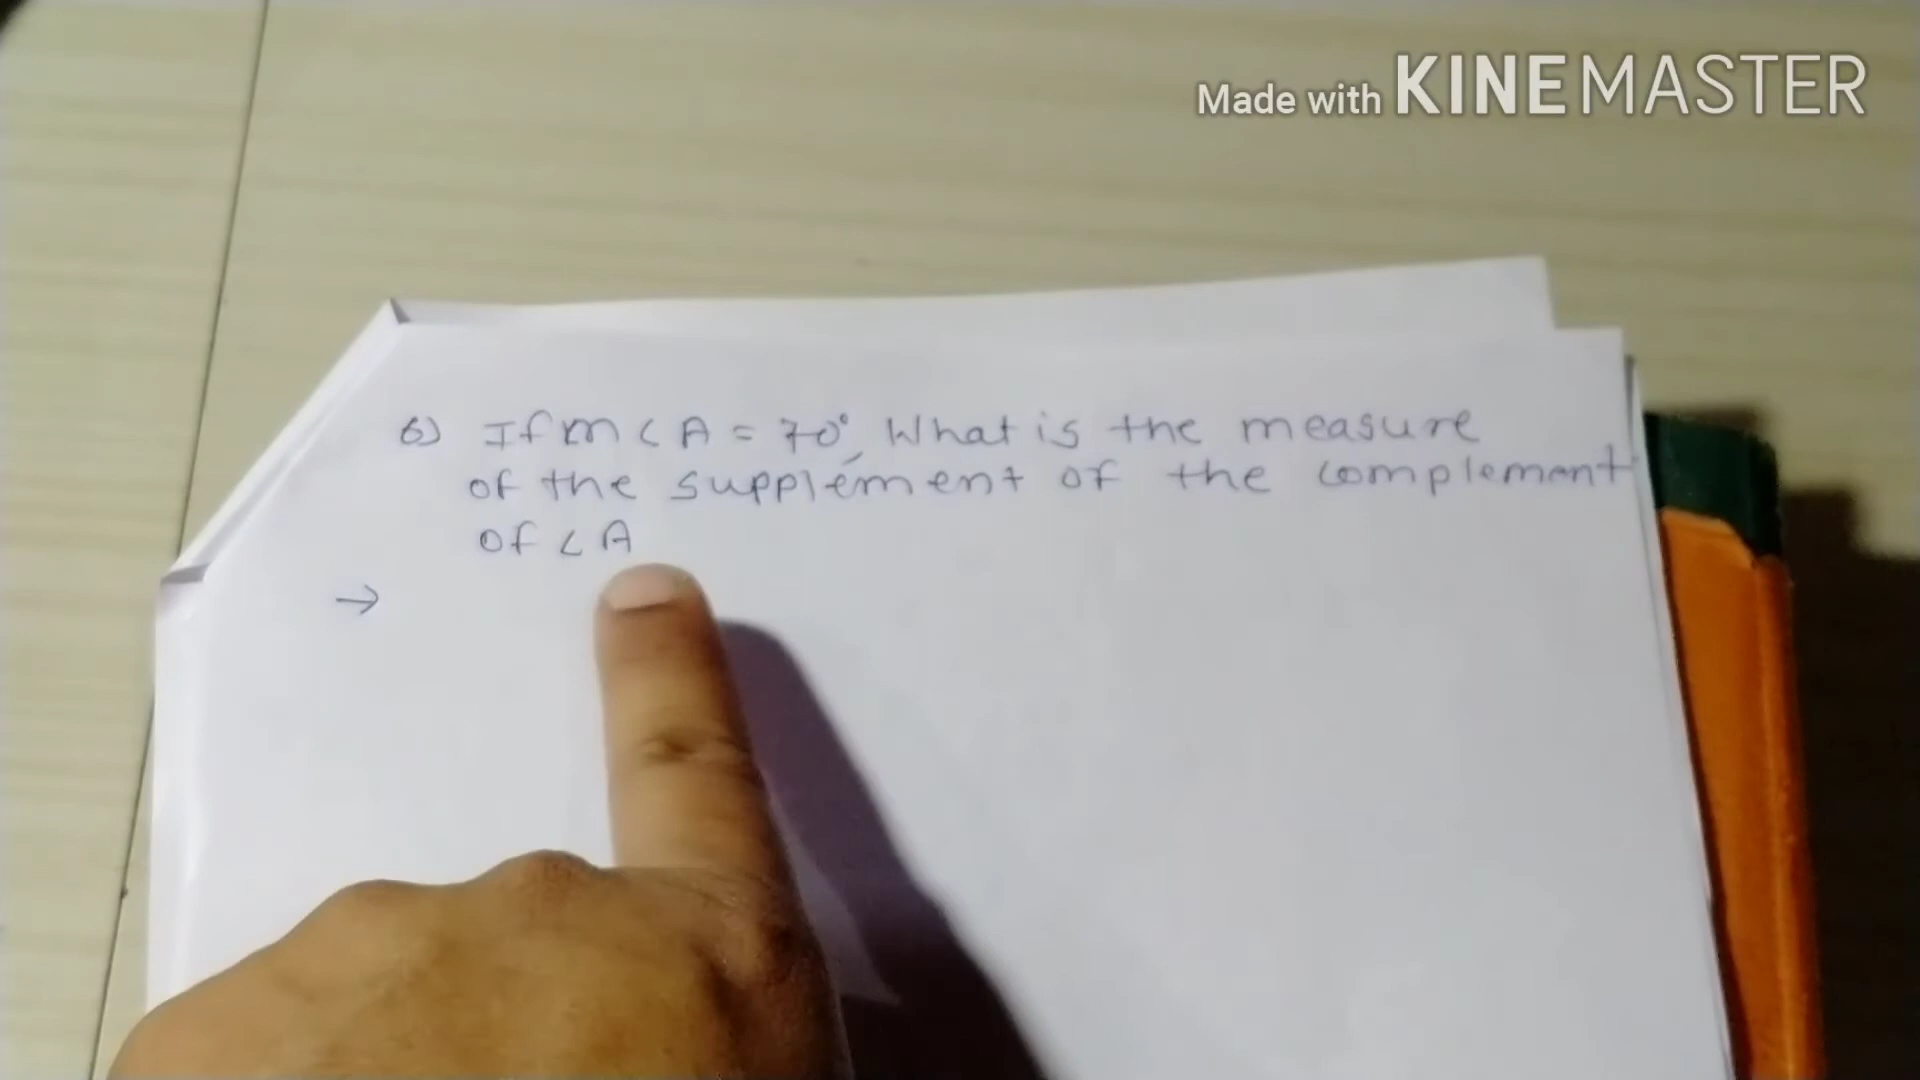 Made with KINEMASTER
6) If m < A = 70°, What is the measure
of the supplement of the complement
of < A
→